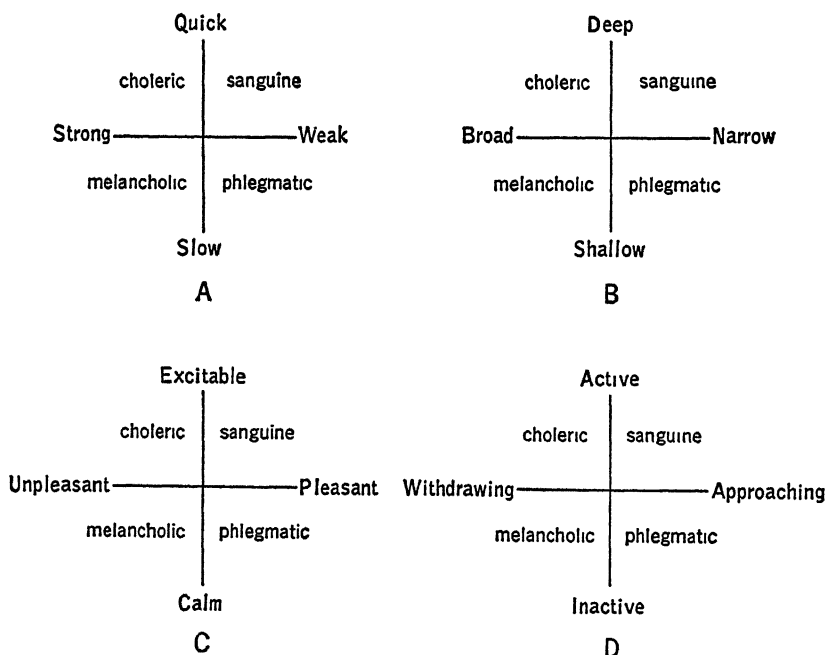 Quick
choleric sanguine
Strong Weak
melancholic phlegmatic
Slow
A
Deep
choleric sanguine
Broad Narrow
melancholic phlegmatic
Shallow
B
Excitable
choleric sanguine
Unpleasant Pleasant
melancholic phlegmatic
Calm
C
Active
choleric sanguine
Withdrawing Approaching
melancholic phlegmatic
Inactive
D